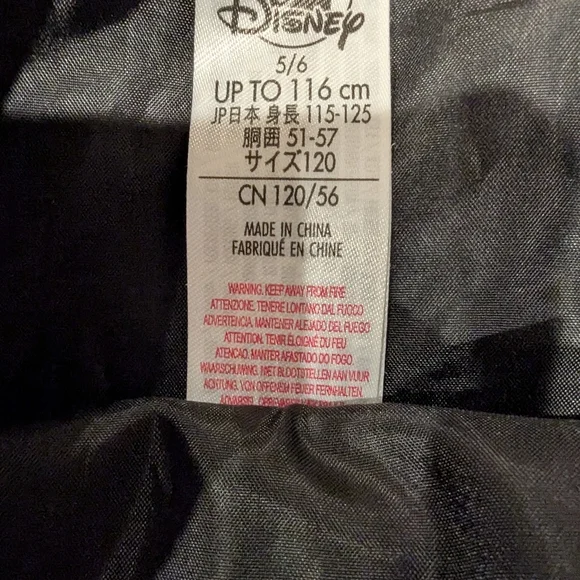 Disney
5/6
UP TO 116 cm
JP日本 身長 115-125
胴囲 51-57
サイズ120
CN 120/56
MADE IN CHINA
FABRIQUÉ EN CHINE
WARNING. KEEP AWAY FROM FIRE
ATTENZIONE. TENERE LONTANO DAL FUOCO
ADVERTENCIA. MANTENER ALEJADO DEL FUEGO
ATTENTION. TENIR ÉLOIGNÉ DU FEU
ATENCAO. MANTER AFASTADO DO FOGO.
WAARSCHUWING. NIET BLOOTSTELLEN AAN VUUR
ACHTUNG. VON OFFENEM FEUER FERNHALTEN.
ADVARSEL.